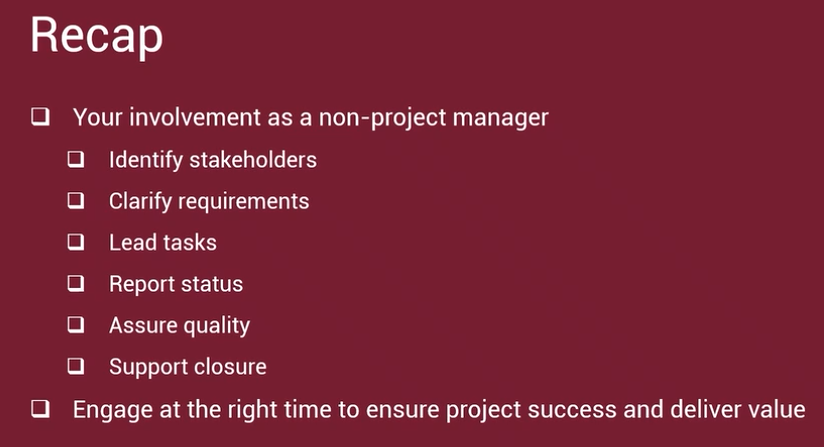 Recap
❑ Your involvement as a non-project manager
❑ Identify stakeholders
❑ Clarify requirements
❑ Lead tasks
❑ Report status
❑ Assure quality
❑ Support closure
❑ Engage at the right time to ensure project success and deliver value